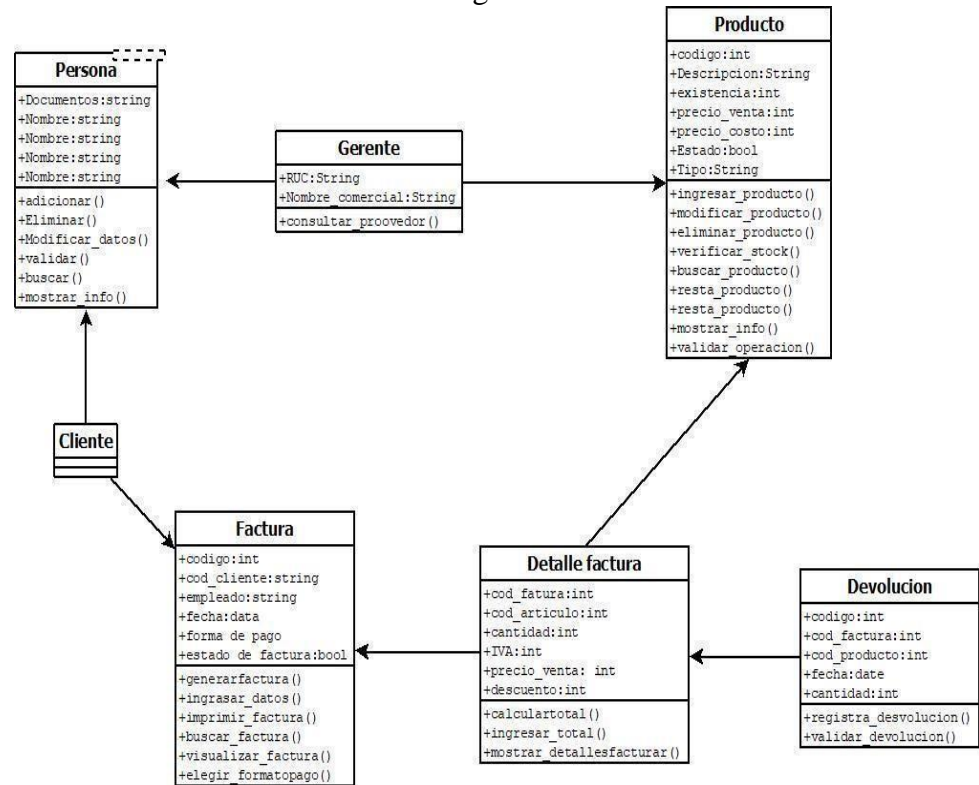 Producto
+codigo:int
+Descripcion:String
+existencia:int
+precio_venta:int
+precio_costo:int
+Estado:bool
+Tipo:String
+ingresar_producto()
+modificar_producto()
+eliminar_producto()
+verificar_stock()
+buscar_producto()
+resta_producto()
+resta_producto()
+mostrar_info()
+validar_operacion()
Persona
+Documentos:string
+Nombre:string
+Nombre:string
+Nombre:string
+Nombre:string
+adicionar()
+Eliminar()
+Modificar_datos()
+validar()
+buscar()
+mostrar_info()
Gerente
+RUC:String
+Nombre_comercial:String
+consultar_proovedor()
Cliente
Factura
+codigo:int
+cod_cliente:string
+empleado:string
+fecha:data
+forma de pago
+estado de factura:bool
+generarfactura()
+ingrasar_datos()
+imprimir_factura()
+buscar_factura()
+visualizar_factura()
+elegir_formatopago()
Detalle factura
+cod_fatura:int
+cod_articulo:int
+cantidad:int
+IVA:int
+precio_venta: int
+descuento:int
+calculartotal()
+ingresar_total()
+mostrar_detallesfacturar()
Devolucion
+codigo:int
+cod_factura:int
+cod_producto:int
+fecha:date
+cantidad:int
+registra_desvolucion()
+validar_devolucion()